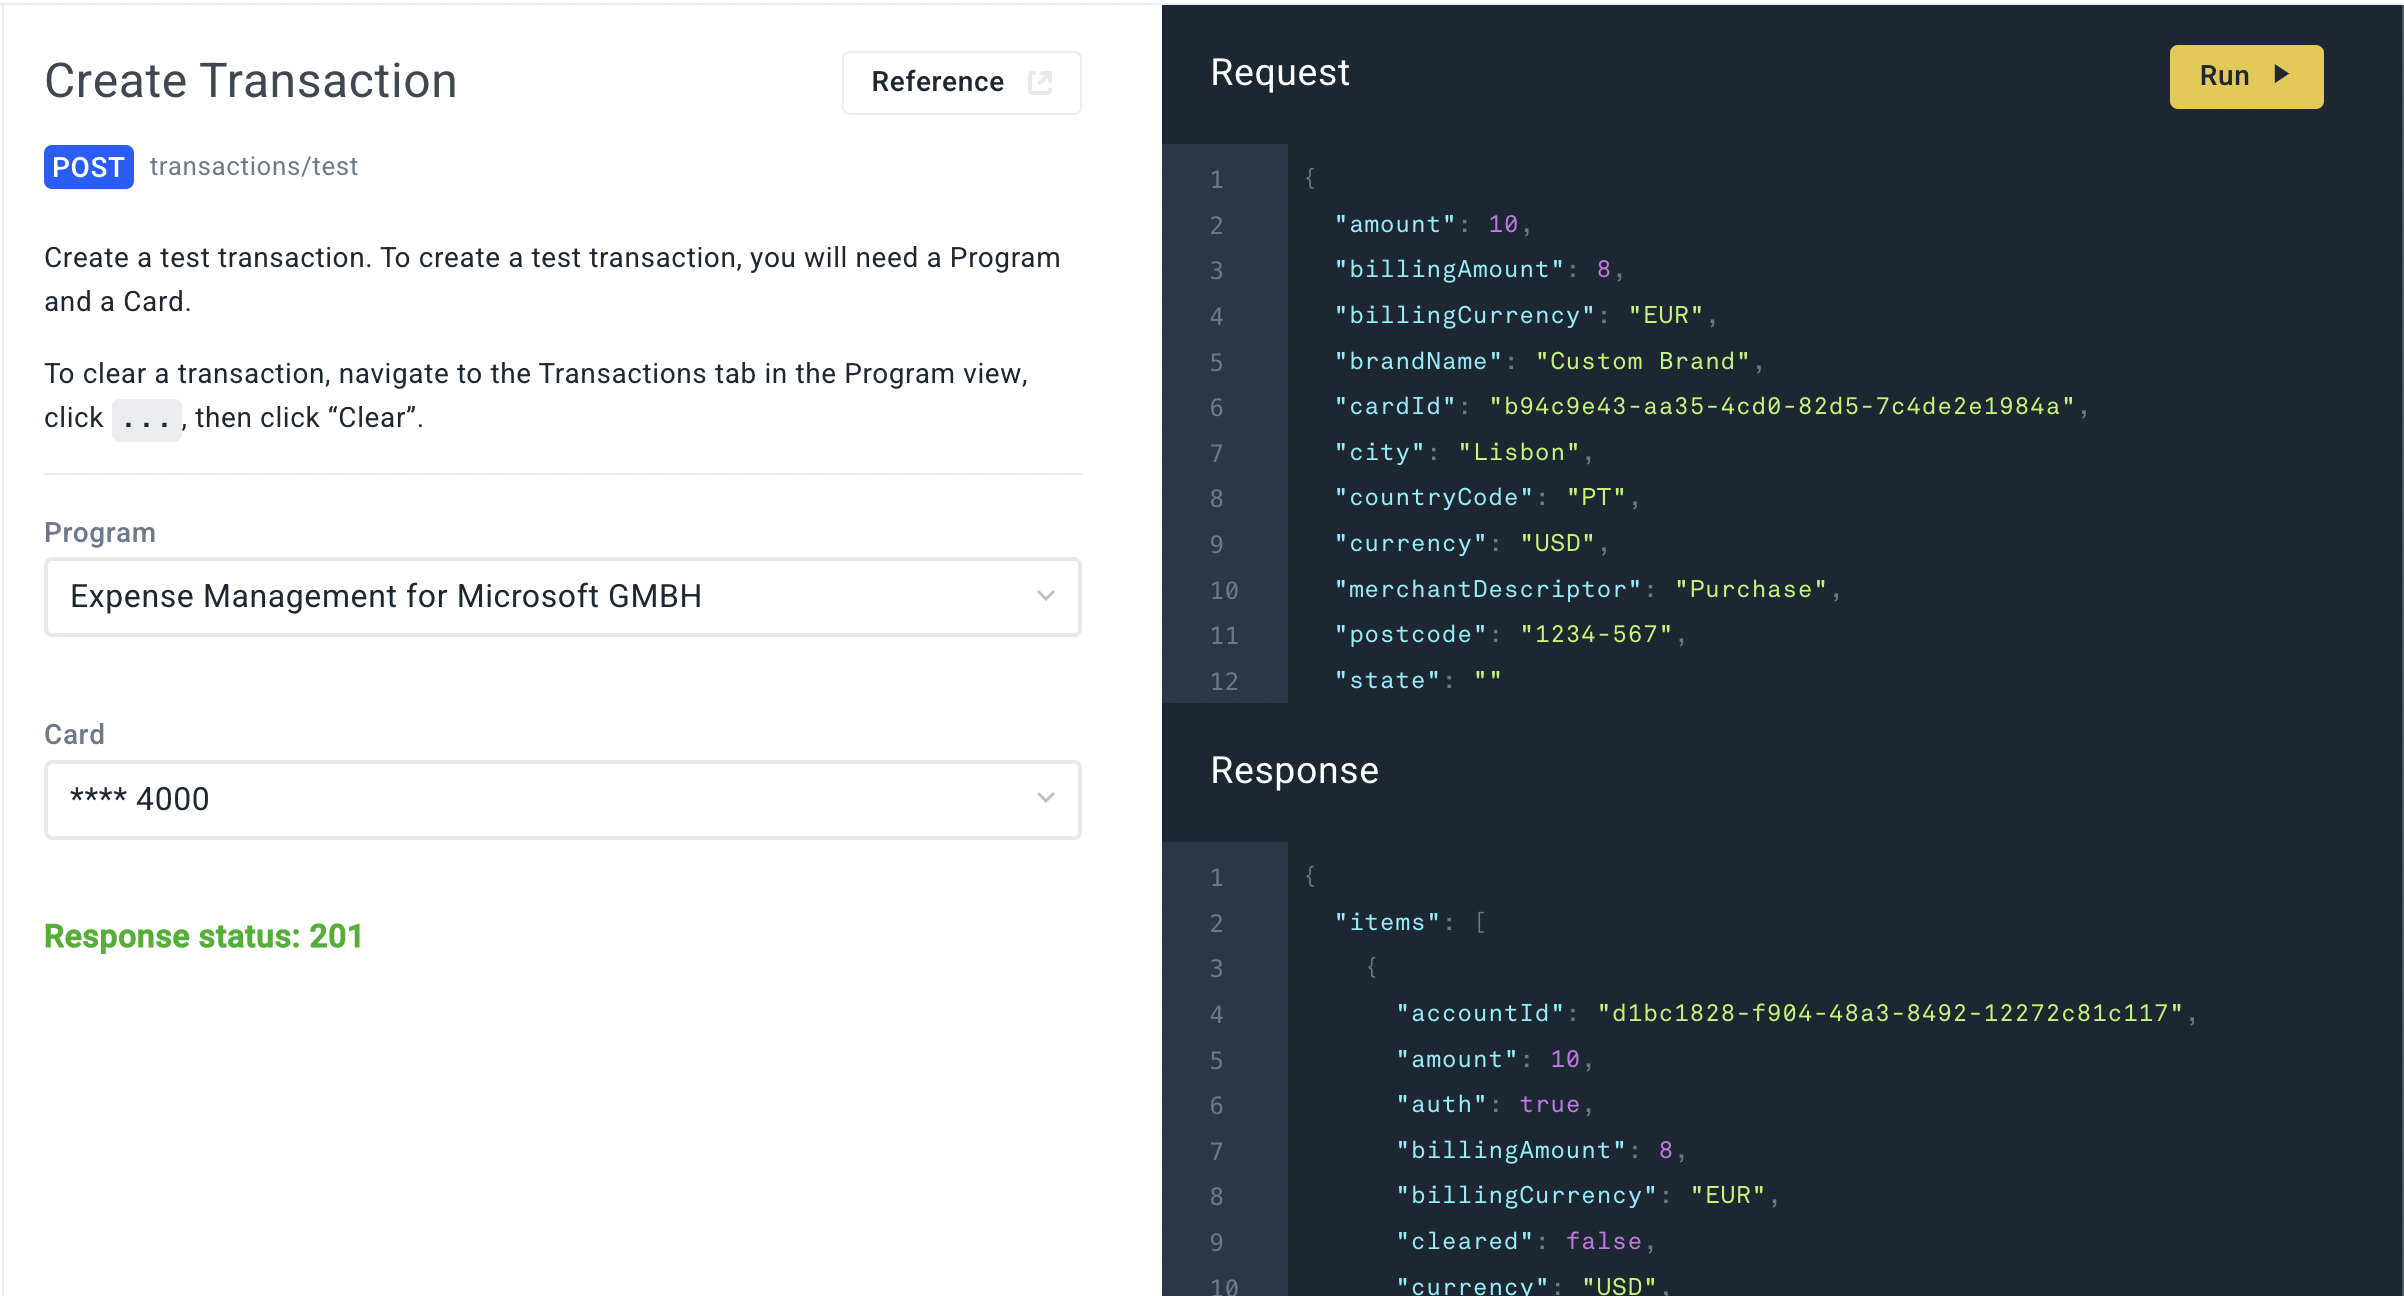 Create Transaction
Reference
POST transactions/test
Create a test transaction. To create a test transaction, you will need a Program
and a Card.
To clear a transaction, navigate to the Transactions tab in the Program view,
click ..., then click “Clear”.
Program
Expense Management for Microsoft GMBH
Card
**** 4000
Response status: 201
Request
Run
1 {
2 "amount": 10,
3 "billingAmount": 8,
4 "billingCurrency": "EUR",
5 "brandName": "Custom Brand",
6 "cardId": "b94c9e43-aa35-4cd0-82d5-7c4de2e1984a",
7 "city": "Lisbon",
8 "countryCode": "PT",
9 "currency": "USD",
10 "merchantDescriptor": "Purchase",
11 "postcode": "1234-567",
12 "state": ""
Response
1 {
2 "items": [
3 {
4 "accountId": "d1bc1828-f904-48a3-8492-12272c81c117",
5 "amount": 10,
6 "auth": true,
7 "billingAmount": 8,
8 "billingCurrency": "EUR",
9 "cleared": false,
10 "currency": "USD",